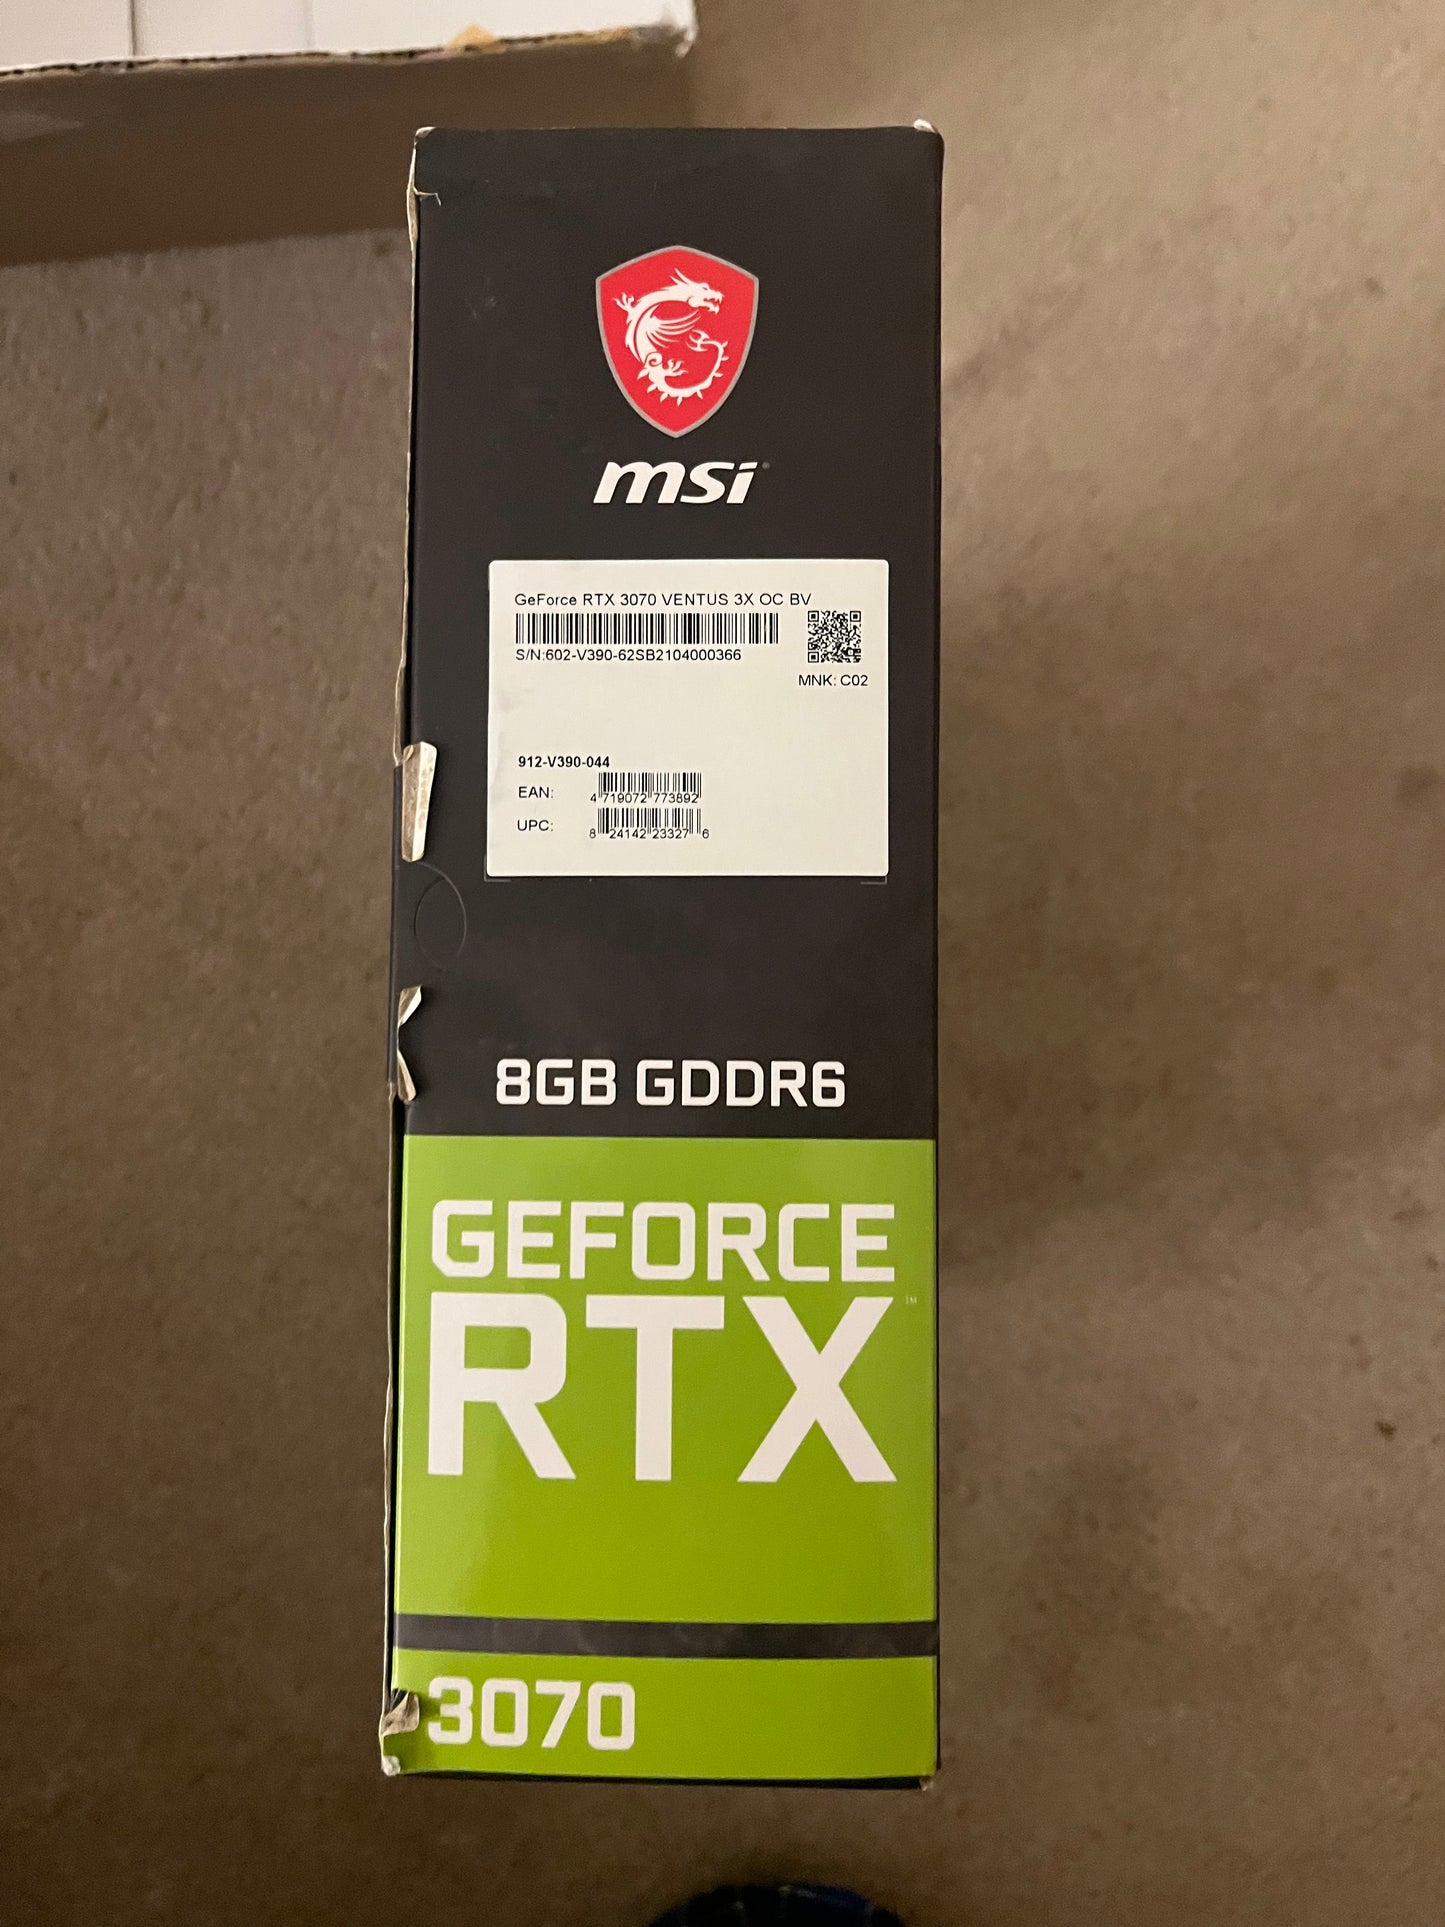 msi
GeForce RTX 3070 VENTUS 3X OC BV
S/N:602-V390-62SB2104000366
MNK: C02
912-V390-044
EAN: 4 719072 773892
UPC: 8 24142 23327 6
8GB GDDR6
GEFORCE
RTX™
3070